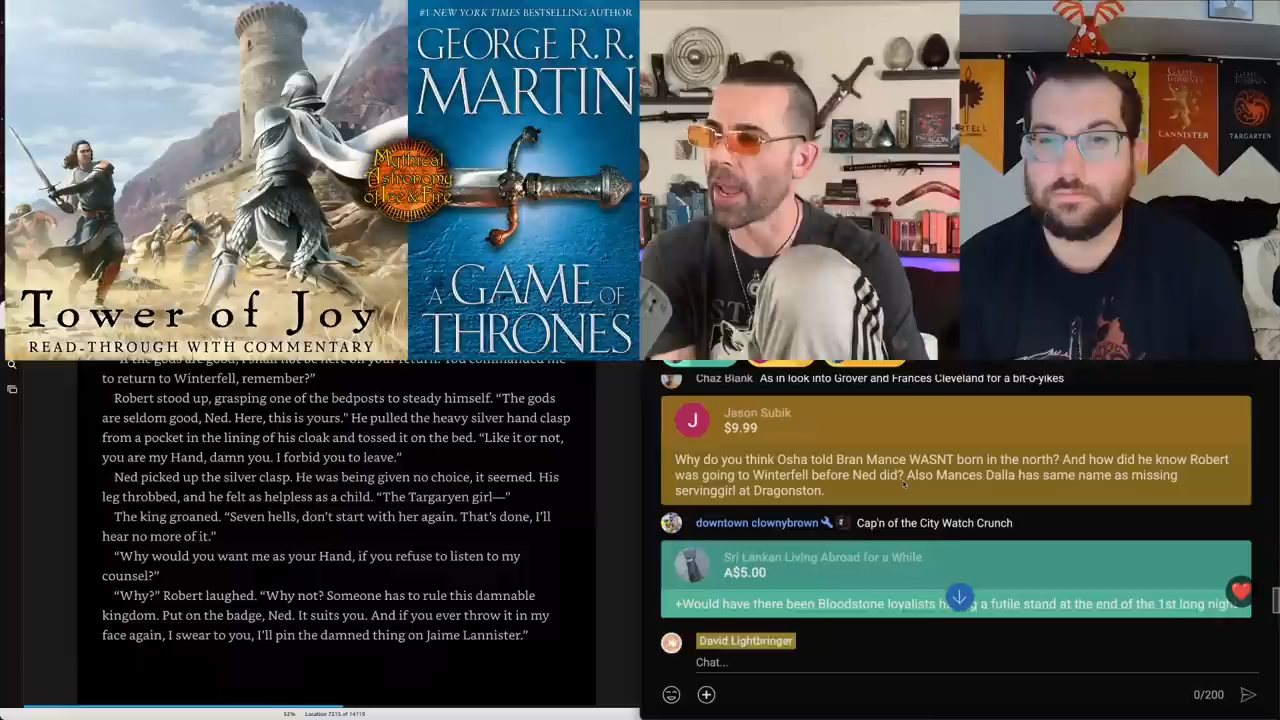 #1 NEW YORK TIMES BESTSELLING AUTHOR
GEORGE R.R.
MARTIN
Mythical
Astronomy
of Ice & Fire
A GAME OF
THRONES
Tower of Joy
READ-THROUGH WITH COMMENTARY
GAME OF THRONES
LANNISTER
TARGARYEN
DRAGON
to return to Winterfell, remember?”
Robert stood up, grasping one of the bedposts to steady himself. “The gods
are seldom good, Ned. Here, this is yours." He pulled the heavy silver hand clasp
from a pocket in the lining of his cloak and tossed it on the bed. “Like it or not,
you are my Hand, damn you. I forbid you to leave.”
Ned picked up the silver clasp. He was being given no choice, it seemed. His
leg throbbed, and he felt as helpless as a child. “The Targaryen girl—”
The king groaned. “Seven hells, don’t start with her again. That’s done, I’ll
hear no more of it.”
“Why would you want me as your Hand, if you refuse to listen to my
counsel?”
“Why?” Robert laughed. “Why not? Someone has to rule this damnable
kingdom. Put on the badge, Ned. It suits you. And if you ever throw it in my
face again, I swear to you, I’ll pin the damned thing on Jaime Lannister.”
52% Location 7215 of 14119
Chaz Blank As in look into Grover and Frances Cleveland for a bit-o-yikes
J
Jason Subik
$9.99
Why do you think Osha told Bran Mance WASNT born in the north? And how did he know Robert
was going to Winterfell before Ned did? Also Mances Dalla has same name as missing
servinggirl at Dragonston.
downtown clownybrown Cap'n of the City Watch Crunch
Sri Lankan Living Abroad for a While
A$5.00
+Would have there been Bloodstone loyalists a futile stand at the end of the 1st long
David Lightbringer
Chat...
0/200